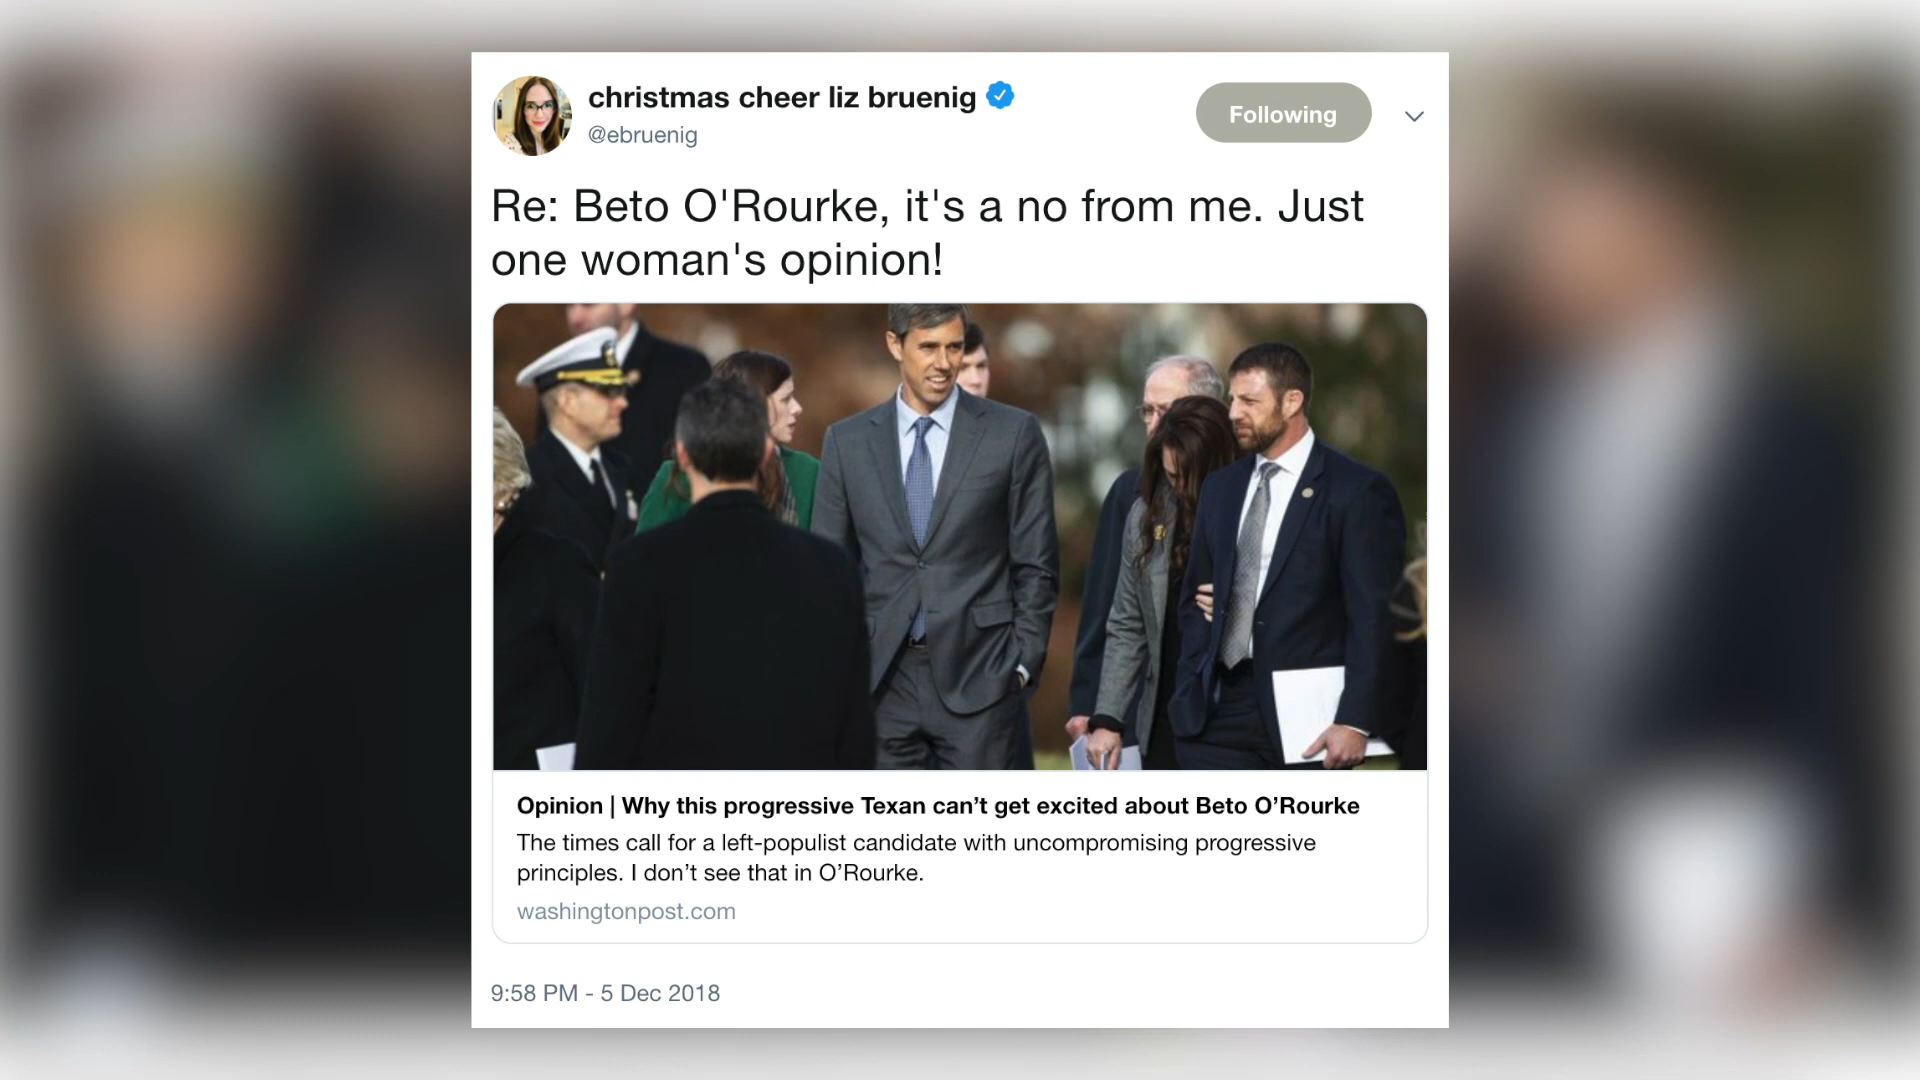 christmas cheer liz bruenig
@ebruenig
Following
Re: Beto O'Rourke, it's a no from me. Just
one woman's opinion!
Opinion | Why this progressive Texan can’t get excited about Beto O’Rourke
The times call for a left-populist candidate with uncompromising progressive
principles. I don’t see that in O’Rourke.
washingtonpost.com
9:58 PM - 5 Dec 2018